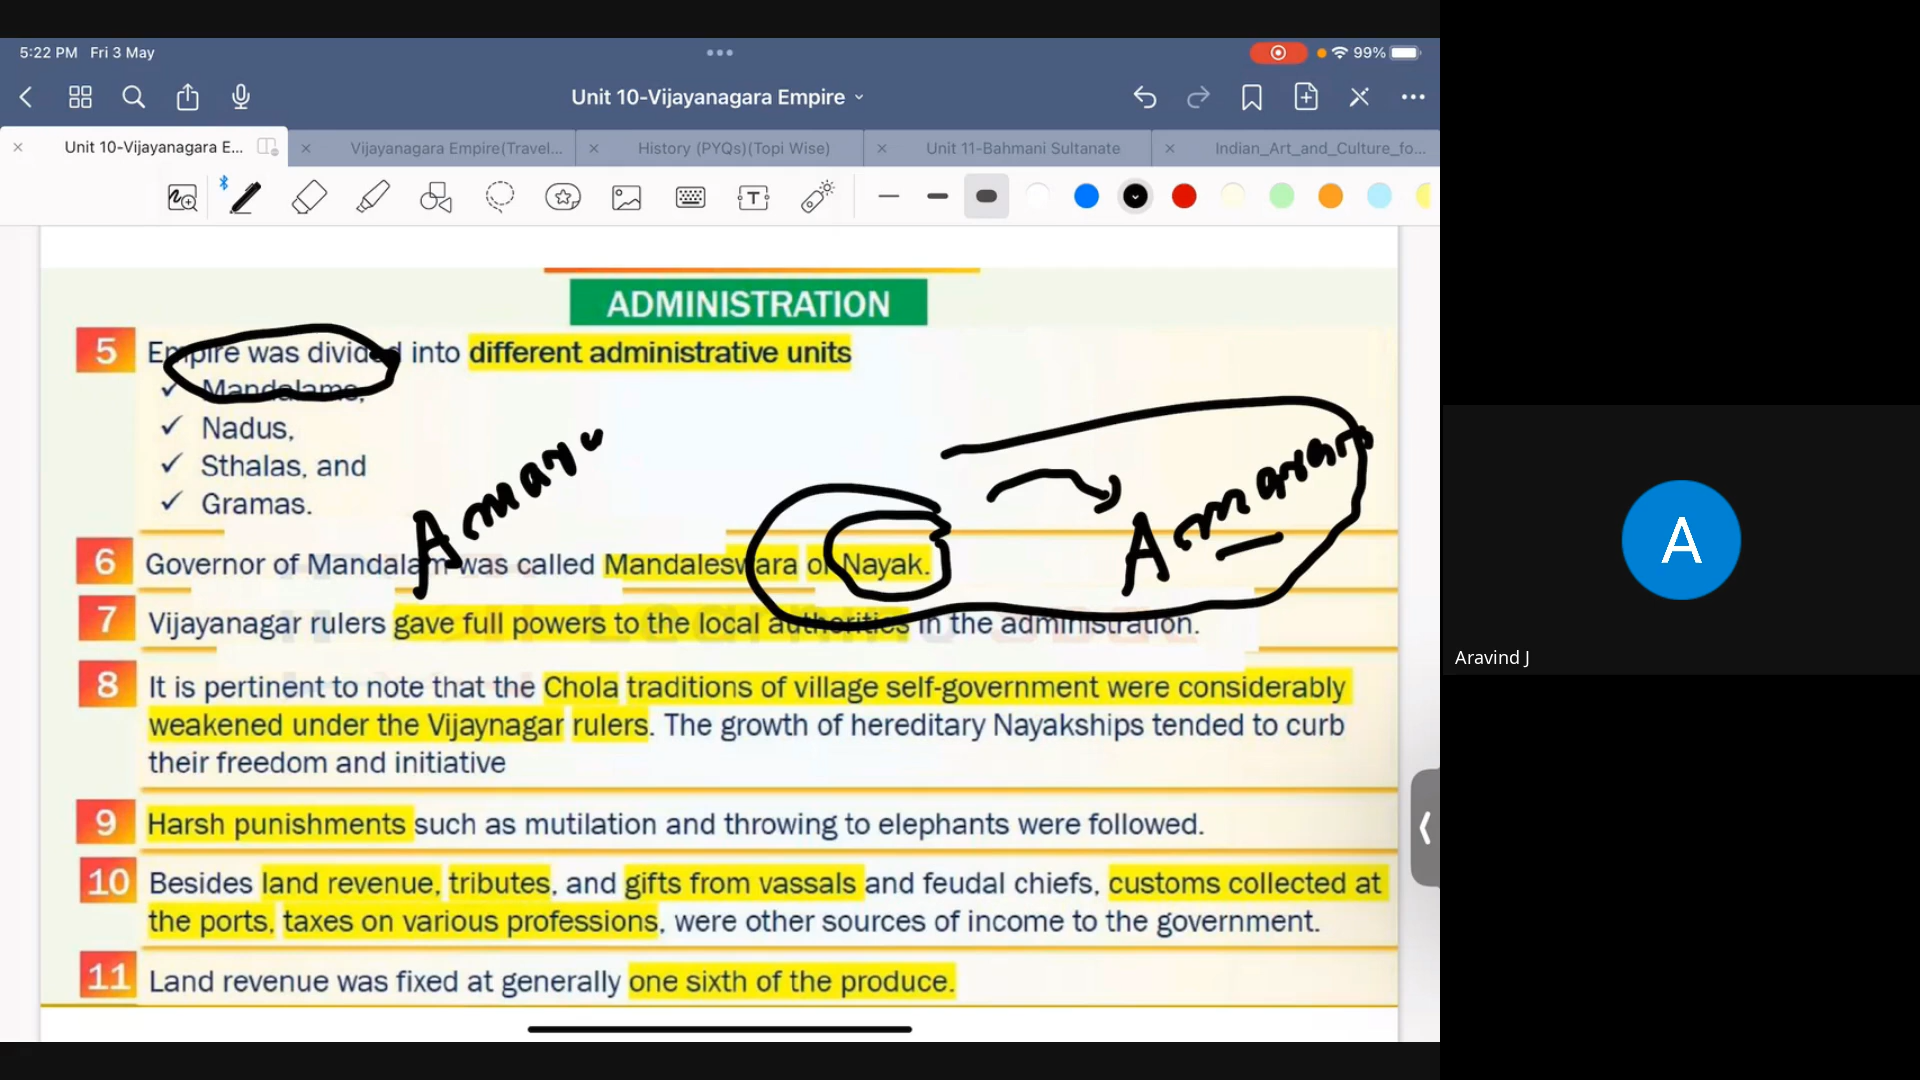 5:22 PM Fri 3 May
99%
Unit 10-Vijayanagara Empire
Unit 10-Vijayanagara E...
Vijayanagara Empire(Travel...
History (PYQs)(Topi Wise)
Unit 11-Bahmani Sultanate
Indian_Art_and_Culture_fo...
ADMINISTRATION
5 Empire was divided into different administrative units
Mandalams,
Nadus,
Sthalas, and
Gramas.
6 Governor of Mandalam was called Mandaleswara or Nayak.
7 Vijayanagar rulers gave full powers to the local authorities in the administration.
8 It is pertinent to note that the Chola traditions of village self-government were considerably
weakened under the Vijaynagar rulers. The growth of hereditary Nayakships tended to curb
their freedom and initiative
9 Harsh punishments such as mutilation and throwing to elephants were followed.
10 Besides land revenue, tributes, and gifts from vassals and feudal chiefs, customs collected at
the ports, taxes on various professions, were other sources of income to the government.
11 Land revenue was fixed at generally one sixth of the produce.
A
Aravind J